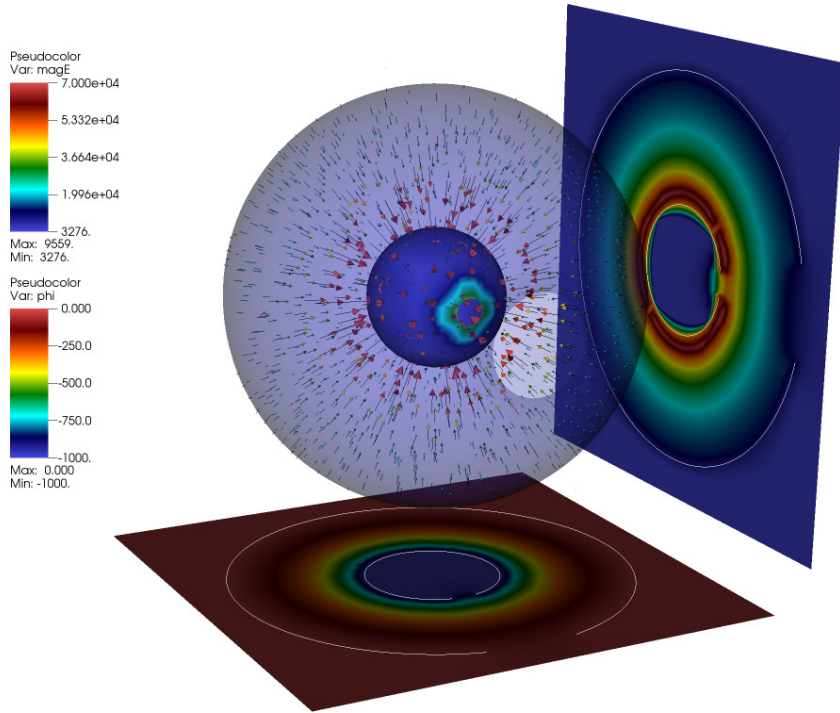 Pseudocolor
Var: magE
7.000e+04
5.332e+04
3.664e+04
1.996e+04
3276.
Max: 9559.
Min: 3276.
Pseudocolor
Var: phi
0.000
-250.0
-500.0
-750.0
-1000.
Max: 0.000
Min: -1000.